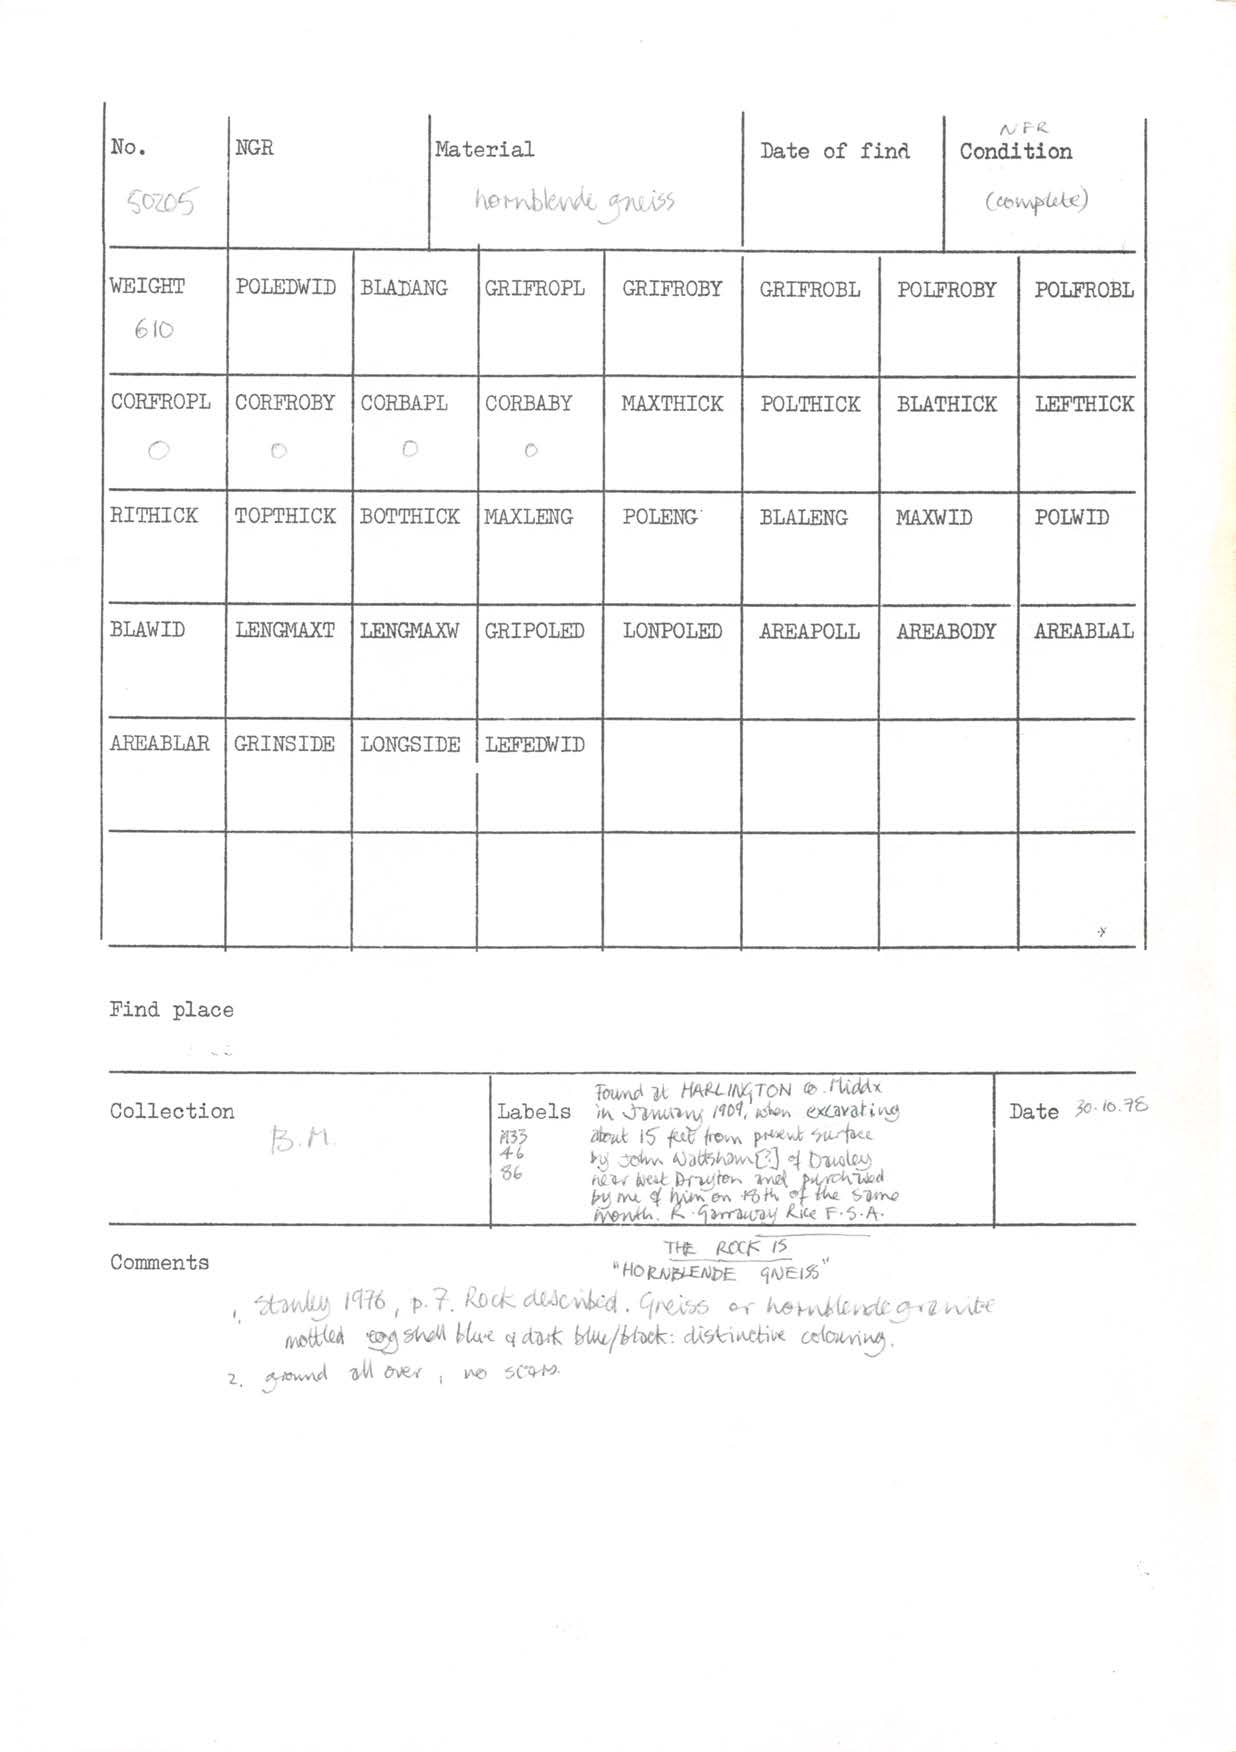 No. NGR Material Date of find NFR Condition
50205 hornblende gneiss (complete)
WEIGHT POLEDWID BLADANG GRIFROPL GRIFROBY GRIFROBL POLFROBY POLFROBL
610
CORFROPL CORFROBY CORBAPL CORBABY MAXTHICK POLTHICK BLATHICK LEFTHICK
0 0 0 0
RITHICK TOPTHICK BOTTHICK MAXLENG POLENG BLALENG MAXWID POLWID
BLAWID LENGMAXT LENGMAXW GRIPOLED LONPOLED AREAPOLL AREABODY AREABLAL
AREABLAR GRINSIDE LONGSIDE LEFEDWID
Find place
Collection
B.M.
Labels
M33
46
86
Found at HARLINGTON Co. Middx
in January 1909, when excavating
about 15 feet from present surface
by John Wattsham [?] of Dawley
near West Drayton and purchased
by me of him on 18th of the same
month. R. Garraway Rice F.S.A.
THE ROCK IS
"HORNBLENDE GNEISS"
Date 30.10.78
Comments
1. Stanley 1976, p.7. Rock described. Gneiss or hornblende granite
mottled egg shell blue & dark blue/black: distinctive colouring.
2. ground all over, no scars.